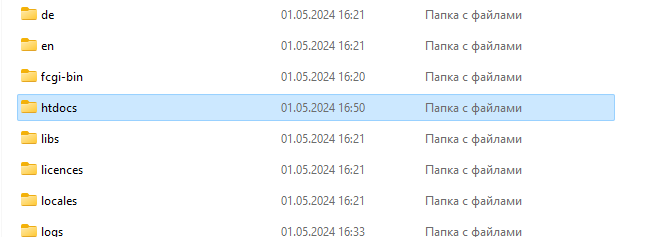 de 01.05.2024 16:21 Папка с файлами
en 01.05.2024 16:21 Папка с файлами
fcgi-bin 01.05.2024 16:20 Папка с файлами
htdocs 01.05.2024 16:50 Папка с файлами
libs 01.05.2024 16:21 Папка с файлами
licences 01.05.2024 16:21 Папка с файлами
locales 01.05.2024 16:21 Папка с файлами
logs 01.05.2024 16:33 Папка с файлами